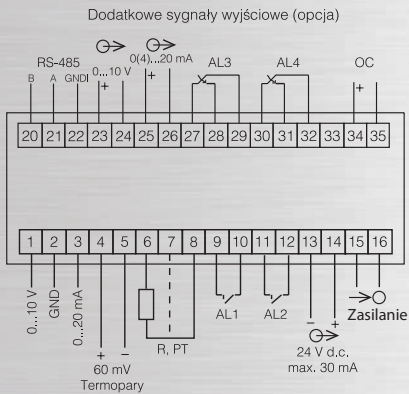 Dodatkowe sygnały wyjściowe (opcja)
RS-485 0(4)...20 mA AL3 AL4 OC
B A GNDI 0...10 V
+ + +
20 21 22 23 24 25 26 27 28 29 30 31 32 33 34 35
1 2 3 4 5 6 7 8 9 10 11 12 13 14 15 16
0...10 V
GND
0...20 mA
+ −
60 mV
Termopary
R, PT
AL1
AL2
− +
24 V d.c.
max. 30 mA
Zasilanie